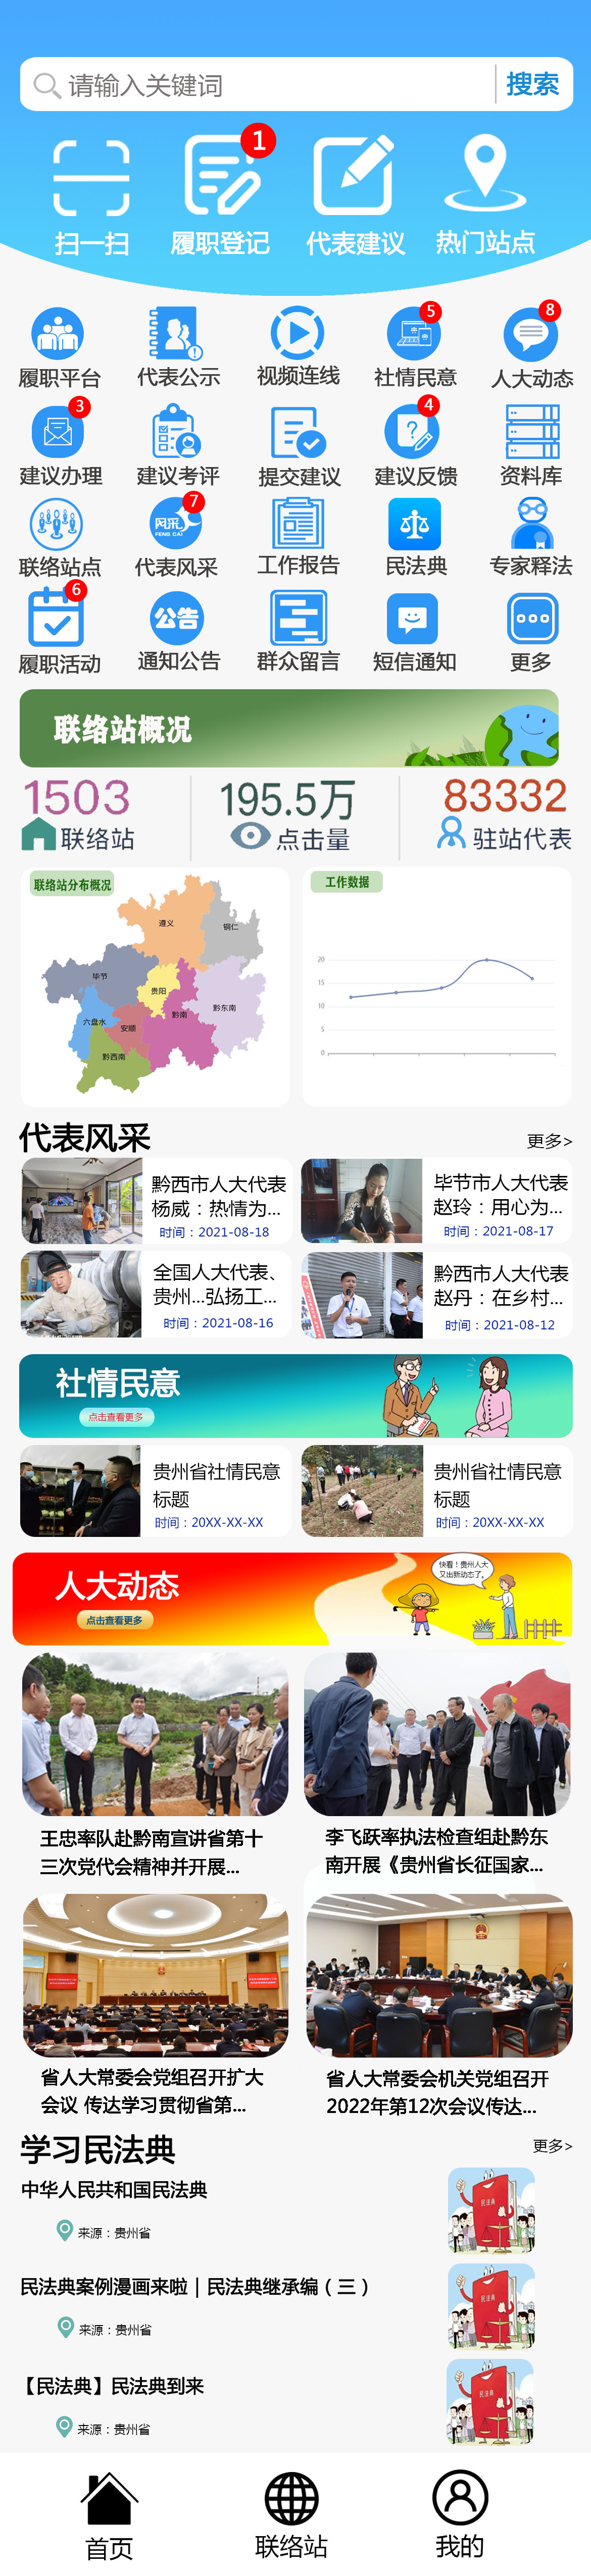 请输入关键词
搜索
1
扫一扫
履职登记
代表建议
热门站点
5
8
履职平台
代表公示
视频连线
社情民意
人大动态
3
4
建议办理
建议考评
提交建议
建议反馈
资料库
7
风采
FENG CAI
联络站点
代表风采
工作报告
民法典
专家释法
6
公告
履职活动
通知公告
群众留言
短信通知
更多
联络站概况
1503
195.5万
83332
联络站
点击量
驻站代表
联络站分布概况
遵义
铜仁
毕节
贵阳
黔东南
六盘水
安顺
黔南
黔西南
工作数据
20
15
10
5
0
代表风采
更多>
黔西市人大代表
杨威：热情为...
时间：2021-08-18
毕节市人大代表
赵玲：用心为...
时间：2021-08-17
全国人大代表、
贵州...弘扬工...
时间：2021-08-16
黔西市人大代表
赵丹：在乡村...
时间：2021-08-12
社情民意
点击查看更多
贵州省社情民意
标题
时间：20XX-XX-XX
贵州省社情民意
标题
时间：20XX-XX-XX
人大动态
点击查看更多
快看！贵州人大
又出新动态了。
王忠率队赴黔南宣讲省第十
三次党代会精神并开展...
李飞跃率执法检查组赴黔东
南开展《贵州省长征国家...
省人大常委会党组召开扩大
会议 传达学习贯彻省第...
省人大常委会机关党组召开
2022年第12次会议传达...
学习民法典
更多>
中华人民共和国民法典
来源：贵州省
民法典
民法典案例漫画来啦｜民法典继承编（三）
来源：贵州省
民法典
【民法典】民法典到来
来源：贵州省
民法典
首页
联络站
我的